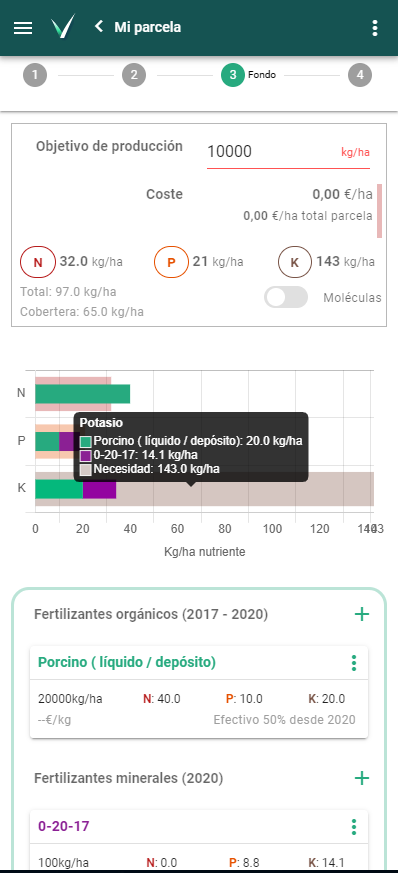 Mi parcela
1 2 3 Fondo 4
Objetivo de producción 10000 kg/ha
Coste 0,00 €/ha
0,00 €/ha total parcela
N 32.0 kg/ha P 21 kg/ha K 143 kg/ha
Total: 97.0 kg/ha
Moléculas
Cobertera: 65.0 kg/ha
N
Potasio
Porcino ( líquido / depósito): 20.0 kg/ha
P
0-20-17: 14.1 kg/ha
Necesidad: 143.0 kg/ha
K
0 20 40 60 80 100 120 140 143
Kg/ha nutriente
Fertilizantes orgánicos (2017 - 2020) +
Porcino ( líquido / depósito)
20000kg/ha N: 40.0 P: 10.0 K: 20.0
--€/kg Efectivo 50% desde 2020
Fertilizantes minerales (2020) +
0-20-17
100kg/ha N: 0.0 P: 8.8 K: 14.1